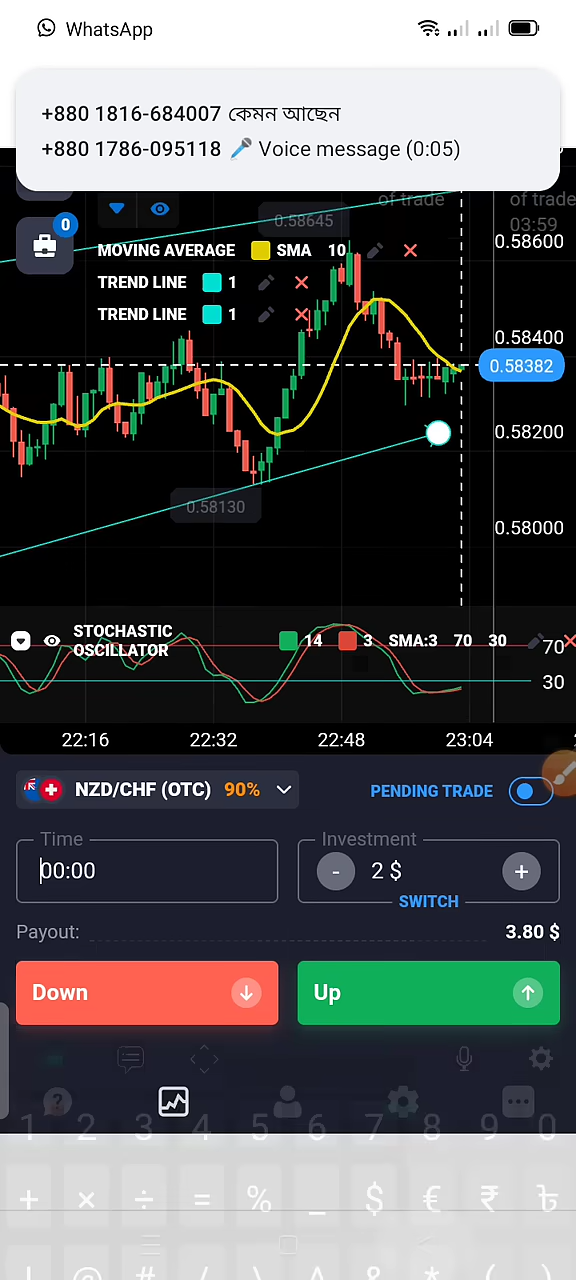 WhatsApp
+880 1816-684007 কেমন আছেন
+880 1786-095118 🎤 Voice message (0:05)
of trade of trade
03:59
0
0.58645
0.58600
MOVING AVERAGE SMA 10
TREND LINE 1
TREND LINE 1
0.58400
0.58382
0.58200
0.58130
0.58000
STOCHASTIC OSCILLATOR 14 3 SMA:3 70 30
70
30
22:16 22:32 22:48 23:04
NZD/CHF (OTC) 90% PENDING TRADE
Time Investment
00:00 - 2 $ +
SWITCH
Payout: 3.80 $
Down Up
1 2 3 4 5 6 7 8 9 0
+ × ÷ = % _ $ € ₹ ৳
! @ # / ^ & * ( )